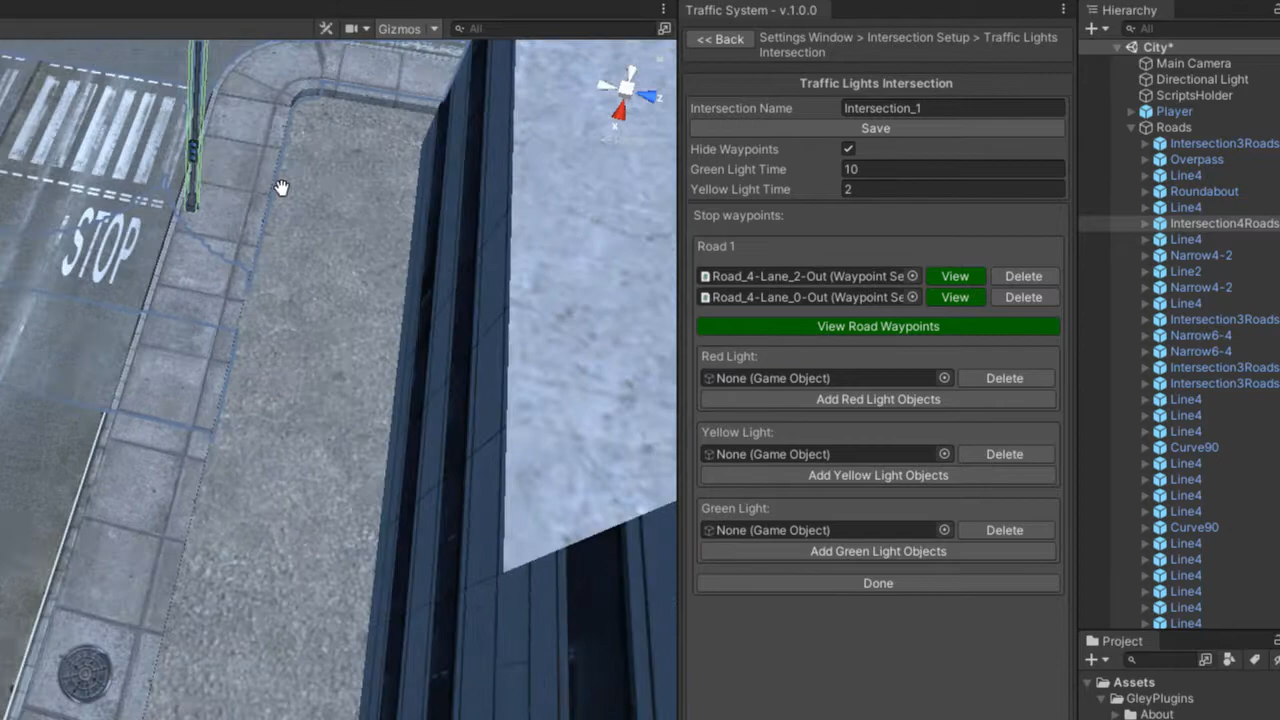 Gizmos
All
STOP
z
x
Traffic System - v.1.0.0
<< Back
Settings Window > Intersection Setup > Traffic Lights
Intersection
Traffic Lights Intersection
Intersection Name
Intersection_1
Save
Hide Waypoints
Green Light Time
10
Yellow Light Time
2
Stop waypoints:
Road 1
Road_4-Lane_2-Out (Waypoint Se
View
Delete
Road_4-Lane_0-Out (Waypoint Se
View
Delete
View Road Waypoints
Red Light:
None (Game Object)
Delete
Add Red Light Objects
Yellow Light:
None (Game Object)
Delete
Add Yellow Light Objects
Green Light:
None (Game Object)
Delete
Add Green Light Objects
Done
Hierarchy
All
City*
Main Camera
Directional Light
ScriptsHolder
Player
Roads
Intersection3Roads
Overpass
Line4
Roundabout
Line4
Intersection4Roads
Line4
Narrow4-2
Line2
Narrow4-2
Line4
Intersection3Roads
Narrow6-4
Narrow6-4
Intersection3Roads
Intersection3Roads
Line4
Line4
Line4
Curve90
Line4
Line4
Line4
Line4
Curve90
Line4
Line4
Line4
Line4
Line4
Line4
Project
Assets
GleyPlugins
About